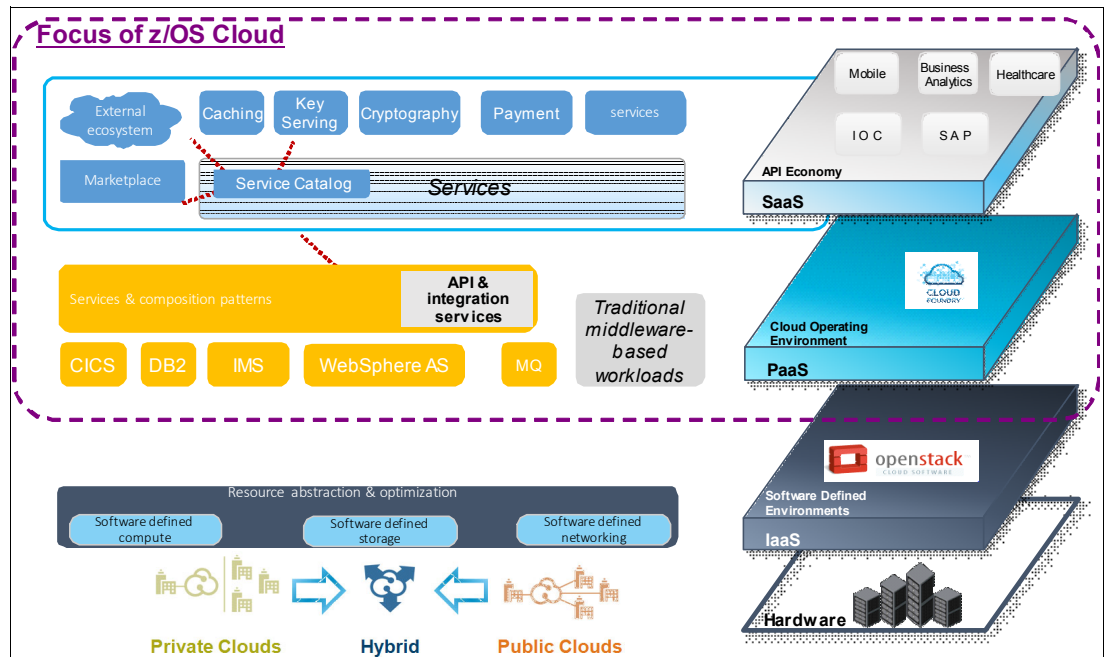 Focus of z/OS Cloud
External
ecosystem
Caching
Key
Serving
Cryptography
Payment
services
Marketplace
Service Catalog
Services
Mobile
Business
Analytics
Healthcare
I O C
S A P
API Economy
SaaS
Services & composition patterns
API &
integration
services
CICS
DB2
IMS
WebSphere AS
MQ
Traditional
middleware-
based
workloads
CLOUD
FOUNDRY
Cloud Operating
Environment
PaaS
Resource abstraction & optimization
Software defined
compute
Software defined
storage
Software defined
networking
openstack
CLOUD SOFTWARE
Software Defined
Environments
IaaS
Private Clouds
Hybrid
Public Clouds
Hardware